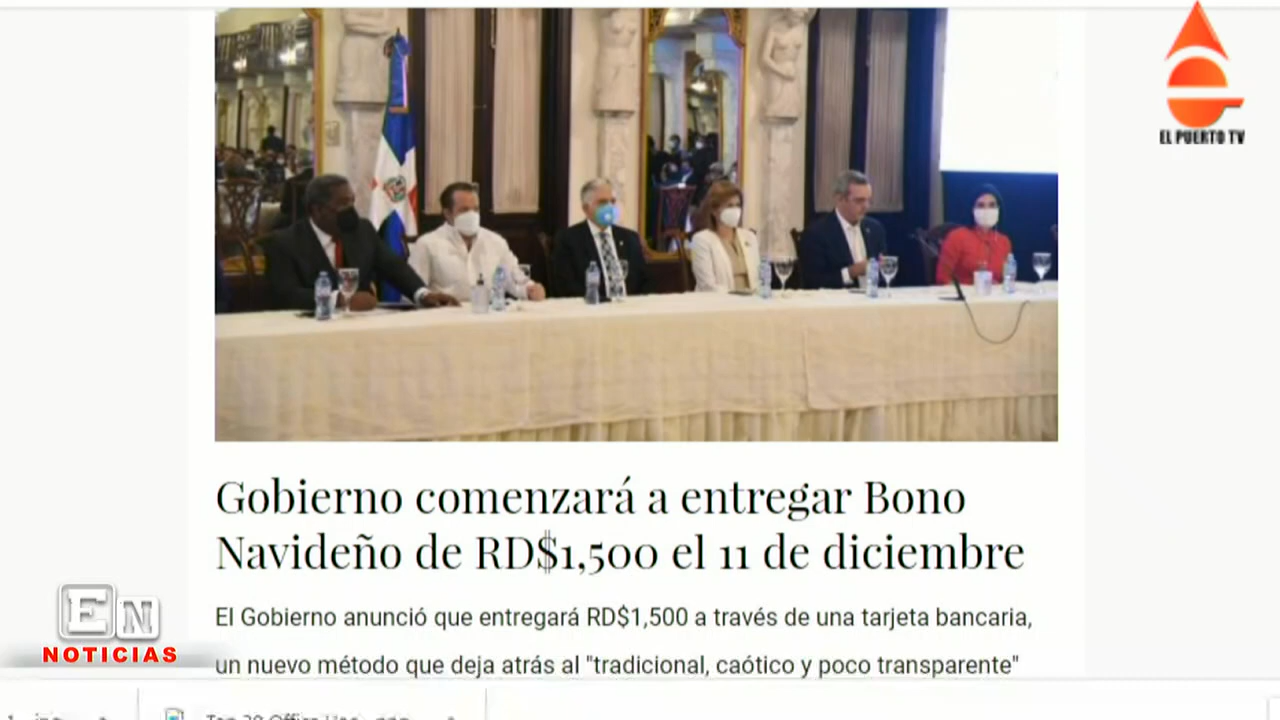 EL PUERTO TV
Gobierno comenzará a entregar Bono
Navideño de RD$1,500 el 11 de diciembre
El Gobierno anunció que entregará RD$1,500 a través de una tarjeta bancaria,
un nuevo método que deja atrás al "tradicional, caótico y poco transparente"
EN
NOTICIAS